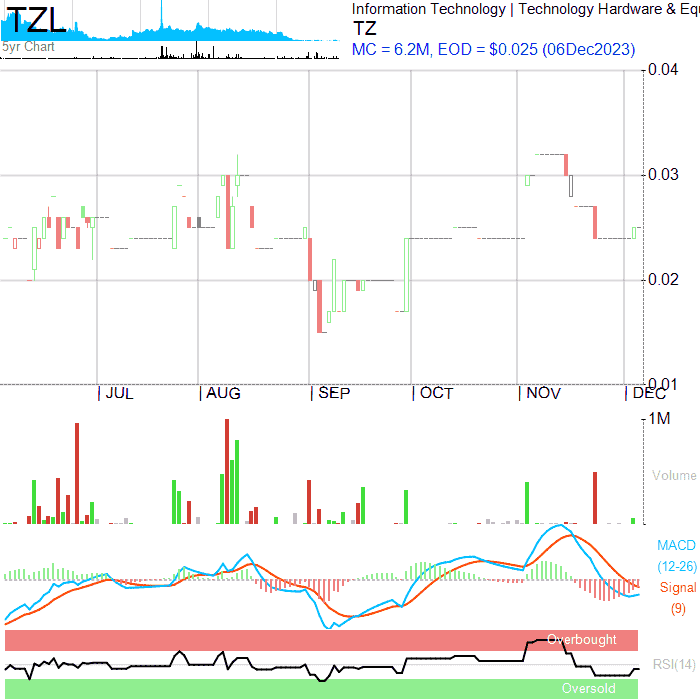 TZL
5yr Chart
Information Technology | Technology Hardware & Equ
TZ
MC = 6.2M, EOD = $0.025 (06Dec2023)
0.04
0.03
0.02
0.01
JUL
AUG
SEP
OCT
NOV
DEC
1M
Volume
MACD
(12-26)
Signal
(9)
Overbought
RSI(14)
Oversold